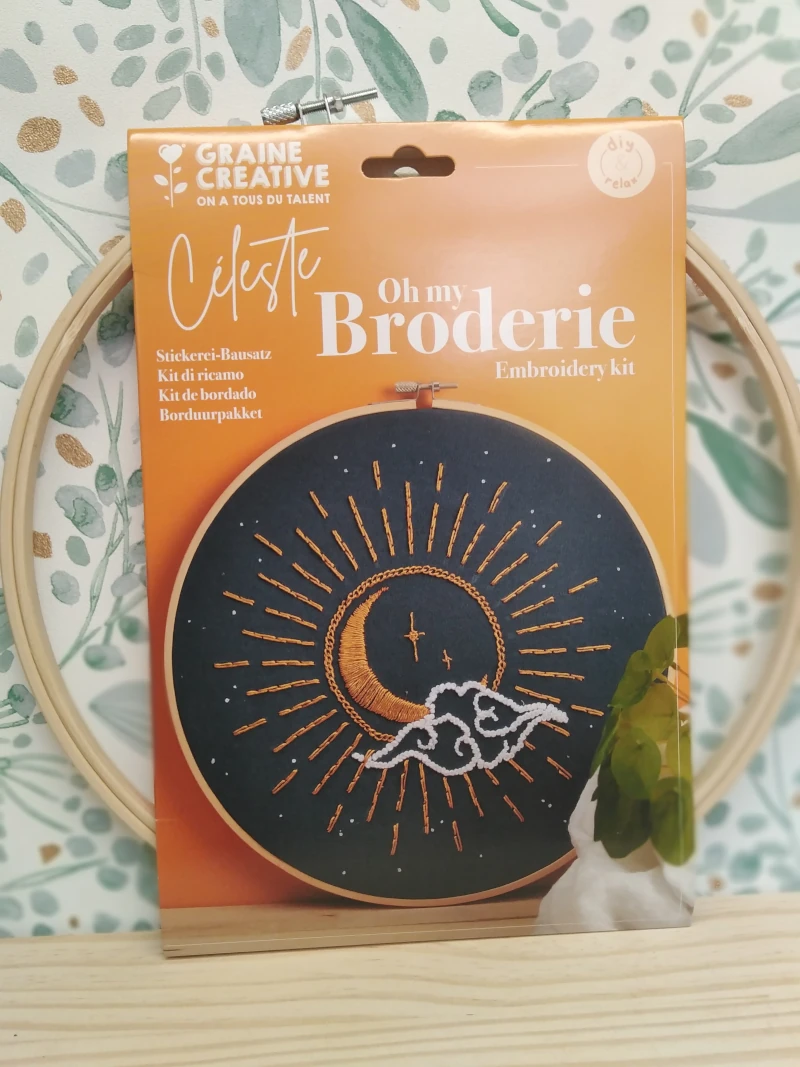 GRAINE
CREATIVE
ON A TOUS DU TALENT
diy
&
relax
Céleste
Oh my
Broderie
Embroidery kit
Stickerei-Bausatz
Kit di ricamo
Kit de bordado
Borduurpakket